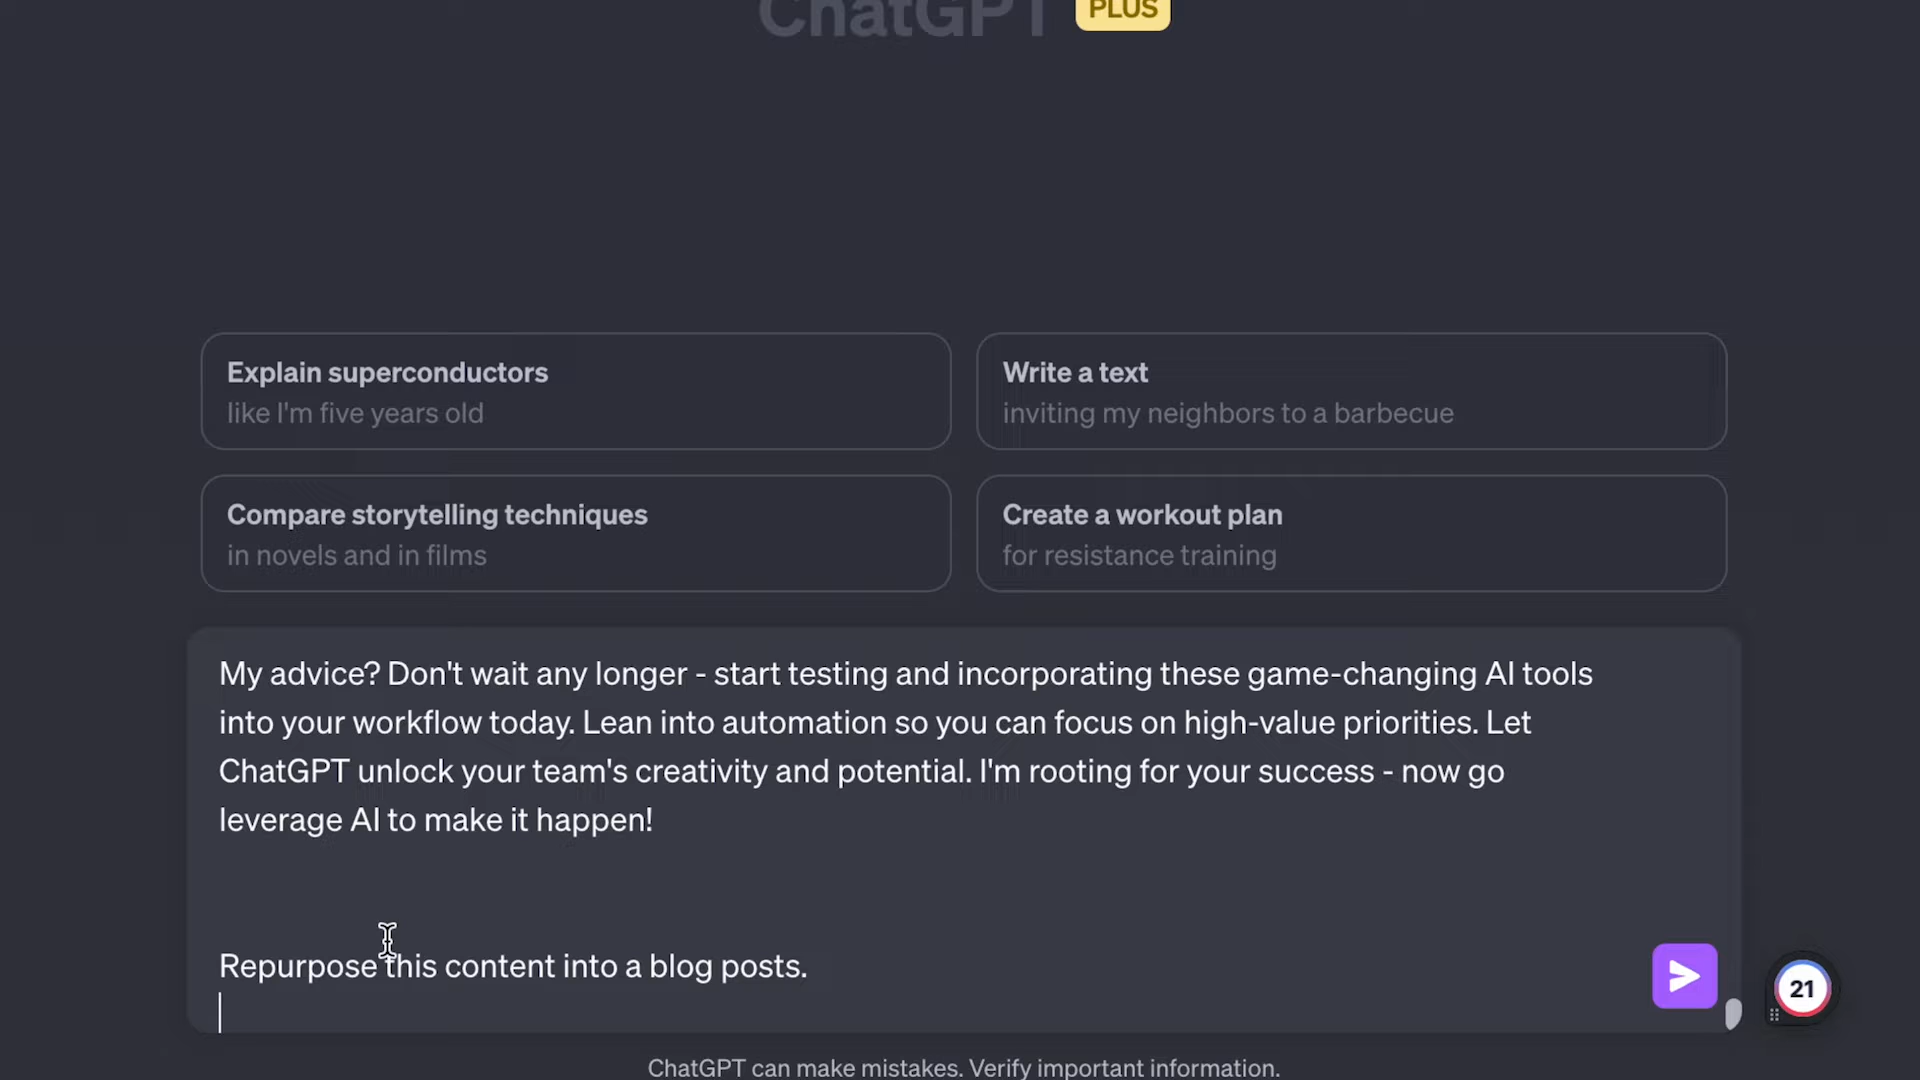 ChatGPT PLUS
Explain superconductors
like I'm five years old
Write a text
inviting my neighbors to a barbecue
Compare storytelling techniques
in novels and in films
Create a workout plan
for resistance training
My advice? Don't wait any longer - start testing and incorporating these game-changing AI tools
into your workflow today. Lean into automation so you can focus on high-value priorities. Let
ChatGPT unlock your team's creativity and potential. I'm rooting for your success - now go
leverage AI to make it happen!
Repurpose this content into a blog posts.
21
ChatGPT can make mistakes. Verify important information.